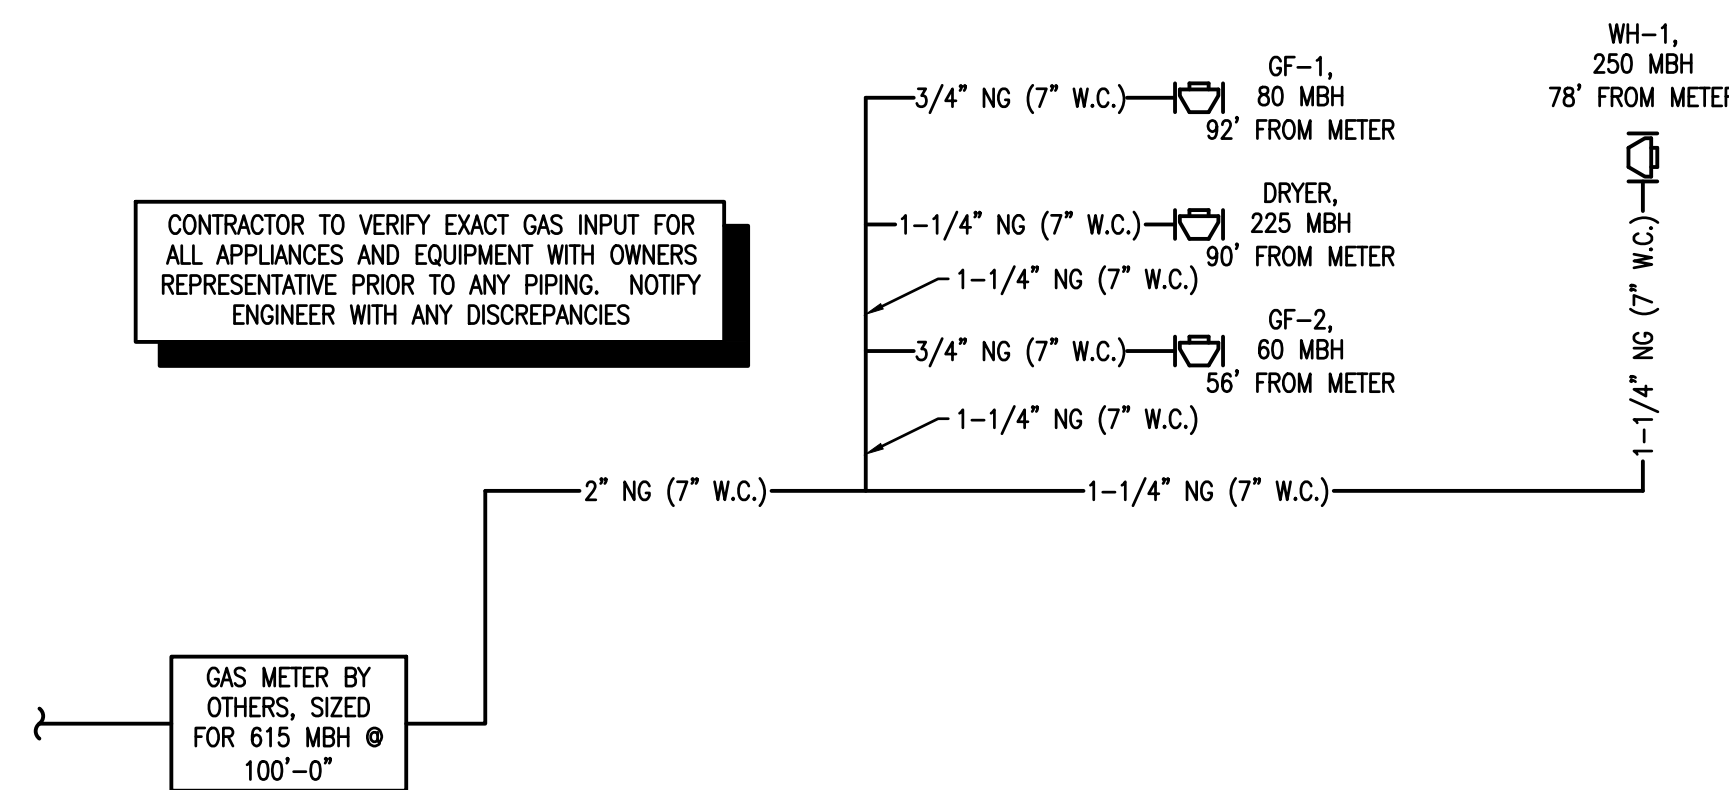 WH-1,
250 MBH
78' FROM METER
GF-1,
80 MBH
92' FROM METER
3/4" NG (7" W.C.)
DRYER,
225 MBH
90' FROM METER
1-1/4" NG (7" W.C.)
1-1/4" NG (7" W.C.)
GF-2,
60 MBH
56' FROM METER
3/4" NG (7" W.C.)
1-1/4" NG (7" W.C.)
1-1/4" NG (7" W.C.)
2" NG (7" W.C.)
1-1/4" NG (7" W.C.)
CONTRACTOR TO VERIFY EXACT GAS INPUT FOR
ALL APPLIANCES AND EQUIPMENT WITH OWNERS
REPRESENTATIVE PRIOR TO ANY PIPING. NOTIFY
ENGINEER WITH ANY DISCREPANCIES
GAS METER BY
OTHERS, SIZED
FOR 615 MBH @
100'-0"